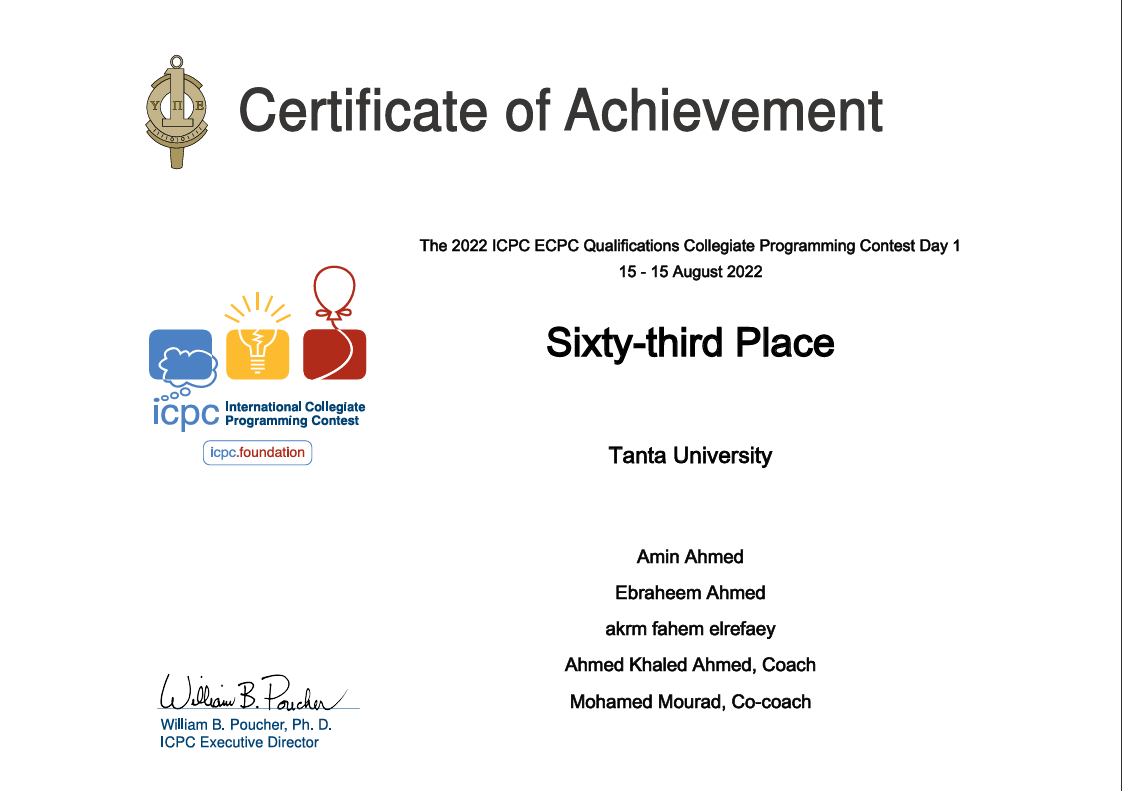 Υ Π Ε
Certificate of Achievement
The 2022 ICPC ECPC Qualifications Collegiate Programming Contest Day 1
15 - 15 August 2022
Sixty-third Place
icpc International Collegiate
Programming Contest
icpc.foundation
Tanta University
Amin Ahmed
Ebraheem Ahmed
akrm fahem elrefaey
Ahmed Khaled Ahmed, Coach
Mohamed Mourad, Co-coach
William B. Poucher
William B. Poucher, Ph. D.
ICPC Executive Director